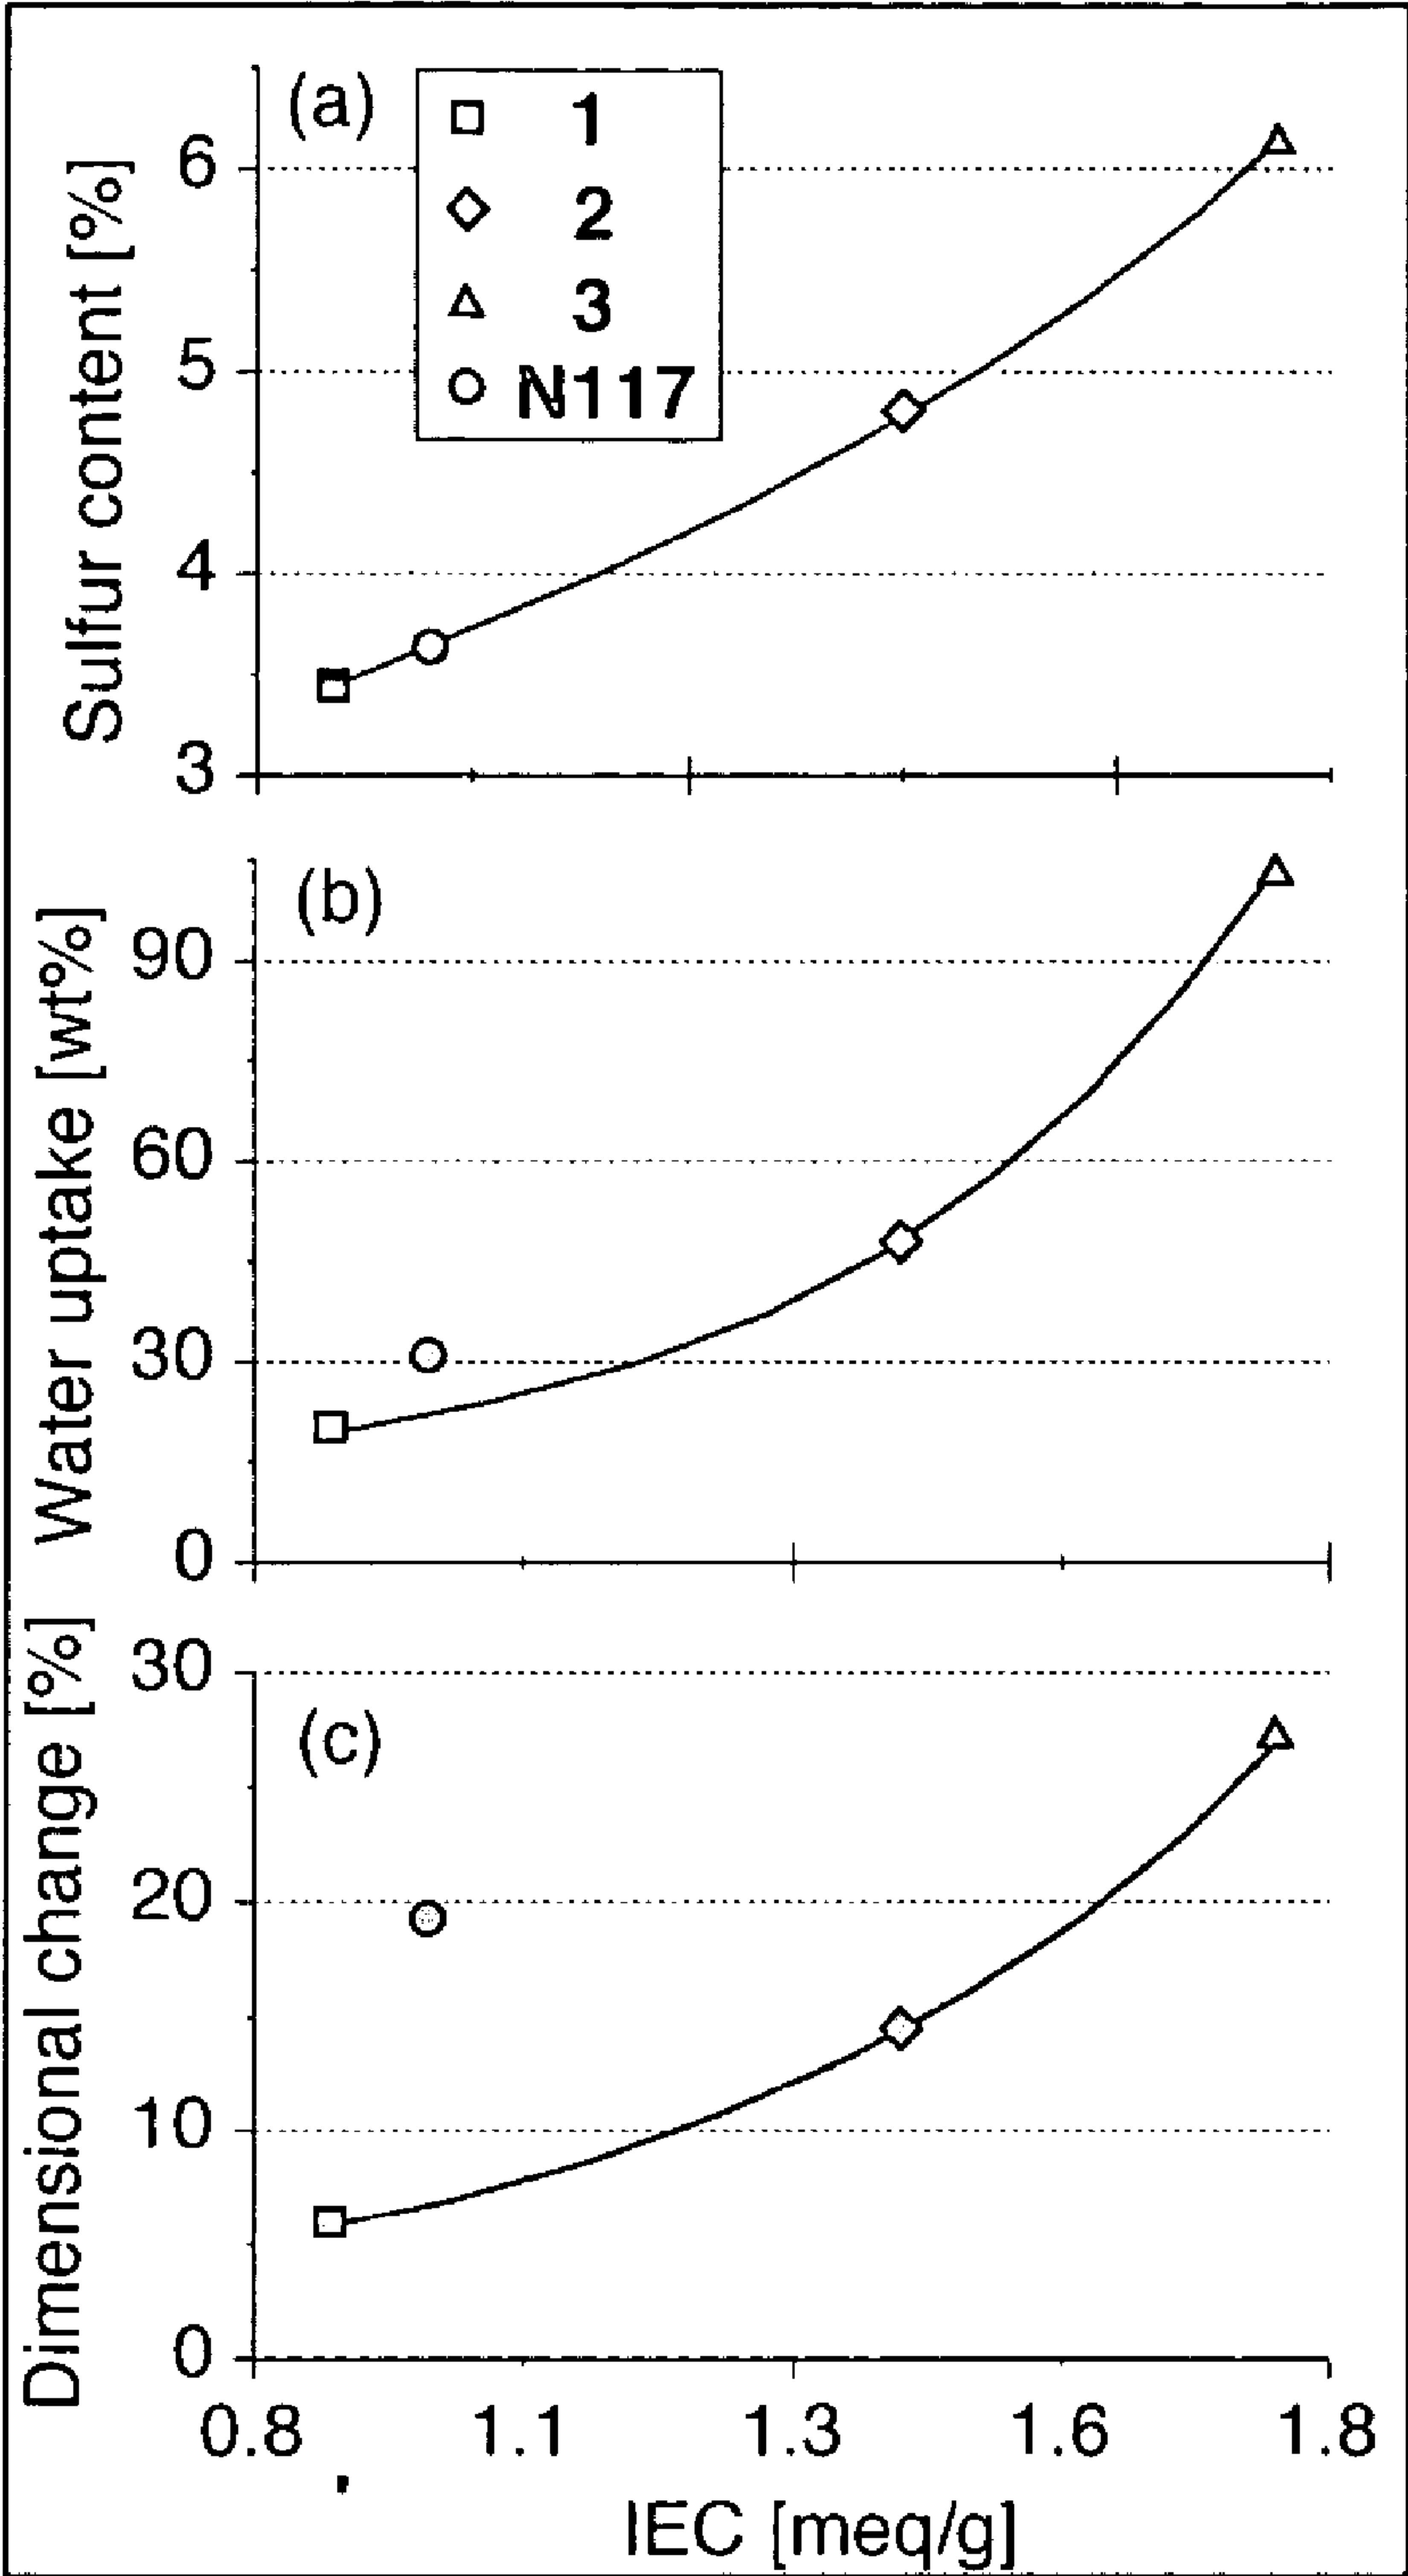 (a)
1
2
3
N117
Sulfur content [%]
6
5
4
3
(b)
Water uptake [wt%]
90
60
30
0
(c)
Dimensional change [%]
30
20
10
0
0.8 1.1 1.3 1.6 1.8
IEC [meq/g]